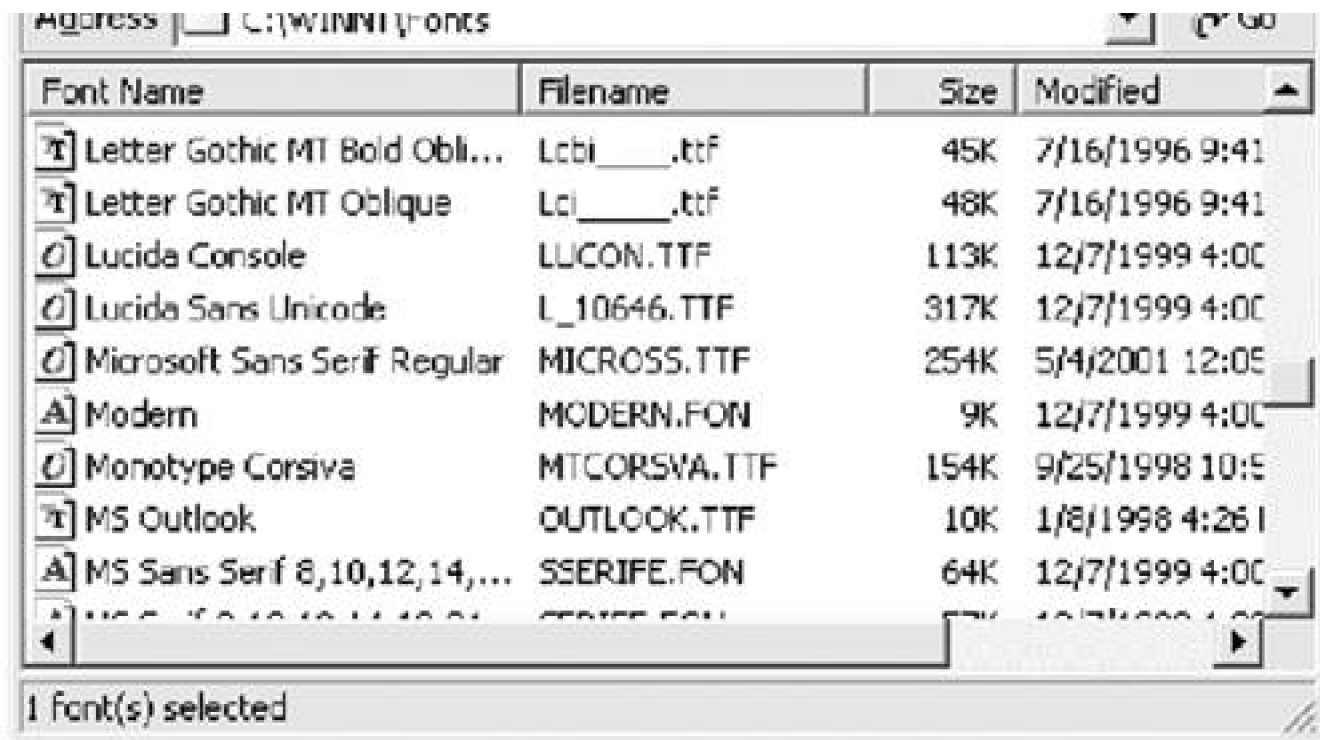 Address C:\WINNT\Fonts Go
Font Name Filename Size Modified
Letter Gothic MT Bold Obli... Lcbi____.ttf 45K 7/16/1996 9:41
Letter Gothic MT Oblique Lci_____.ttf 48K 7/16/1996 9:41
Lucida Console LUCON.TTF 113K 12/7/1999 4:00
Lucida Sans Unicode L_10646.TTF 317K 12/7/1999 4:00
Microsoft Sans Serif Regular MICROSS.TTF 254K 5/4/2001 12:05
Modern MODERN.FON 9K 12/7/1999 4:00
Monotype Corsiva MTCORSVA.TTF 154K 9/25/1998 10:5
MS Outlook OUTLOOK.TTF 10K 1/8/1998 4:26
MS Sans Serif 8,10,12,14,... SSERIFE.FON 64K 12/7/1999 4:00
1 font(s) selected